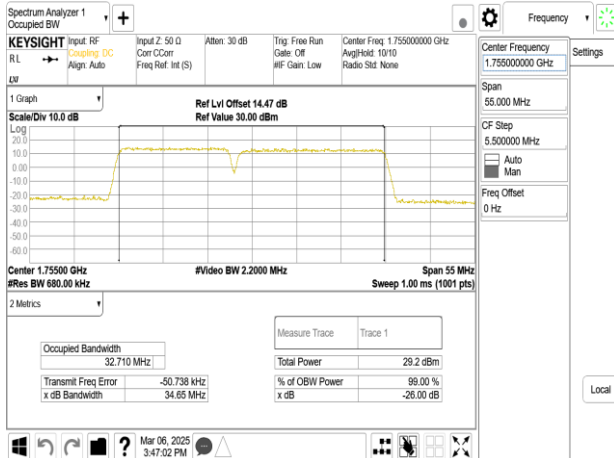 Spectrum Analyzer 1
Occupied BW
Frequency
KEYSIGHT
RL
LXI
Input: RF
Coupling: DC
Align: Auto
Input Z: 50 Ω
Corr CCorr
Freq Ref: Int (S)
Atten: 30 dB
Trig: Free Run
Gate: Off
#IF Gain: Low
Center Freq: 1.755000000 GHz
Avg|Hold: 10/10
Radio Std: None
Center Frequency
1.755000000 GHz
Settings
Span
55.000 MHz
CF Step
5.500000 MHz
Auto
Man
Freq Offset
0 Hz
Local
1 Graph
Scale/Div 10.0 dB
Ref Lvl Offset 14.47 dB
Ref Value 30.00 dBm
Log
20.0
10.0
0.00
-10.0
-20.0
-30.0
-40.0
-50.0
-60.0
Center 1.75500 GHz
#Video BW 2.2000 MHz
Span 55 MHz
#Res BW 680.00 kHz
Sweep 1.00 ms (1001 pts)
2 Metrics
Measure Trace
Trace 1
Occupied Bandwidth
32.710 MHz
Total Power
29.2 dBm
Transmit Freq Error
-50.738 kHz
% of OBW Power
99.00 %
x dB Bandwidth
34.65 MHz
x dB
-26.00 dB
?
Mar 06, 2025
3:47:02 PM